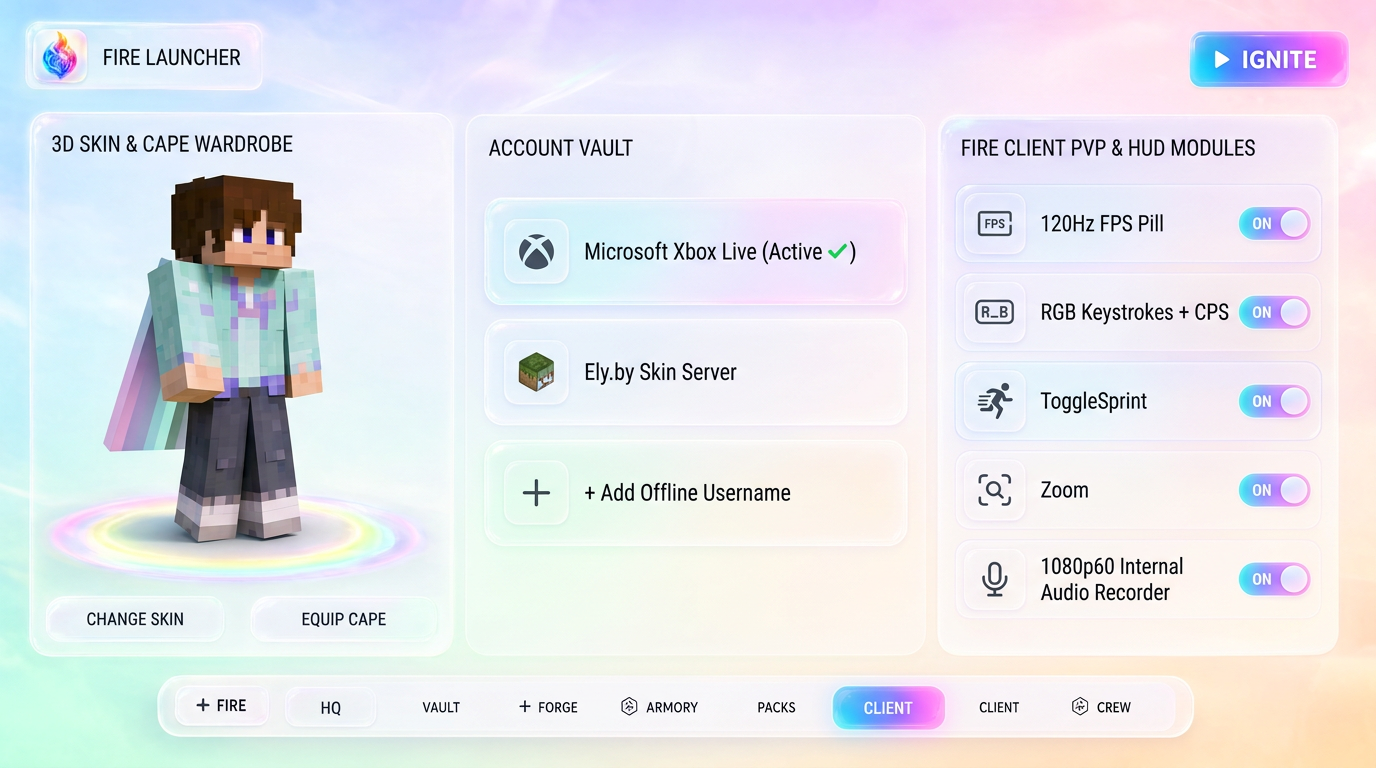 FIRE LAUNCHER
IGNITE
3D SKIN & CAPE WARDROBE
CHANGE SKIN
EQUIP CAPE
ACCOUNT VAULT
Microsoft Xbox Live (Active ✓)
Ely.by Skin Server
+ Add Offline Username
FIRE CLIENT PVP & HUD MODULES
FPS
120Hz FPS Pill
ON
R_B
RGB Keystrokes + CPS
ON
ToggleSprint
ON
Zoom
ON
1080p60 Internal
Audio Recorder
ON
+ FIRE
HQ
VAULT
+ FORGE
ARMORY
PACKS
CLIENT
CLIENT
CREW